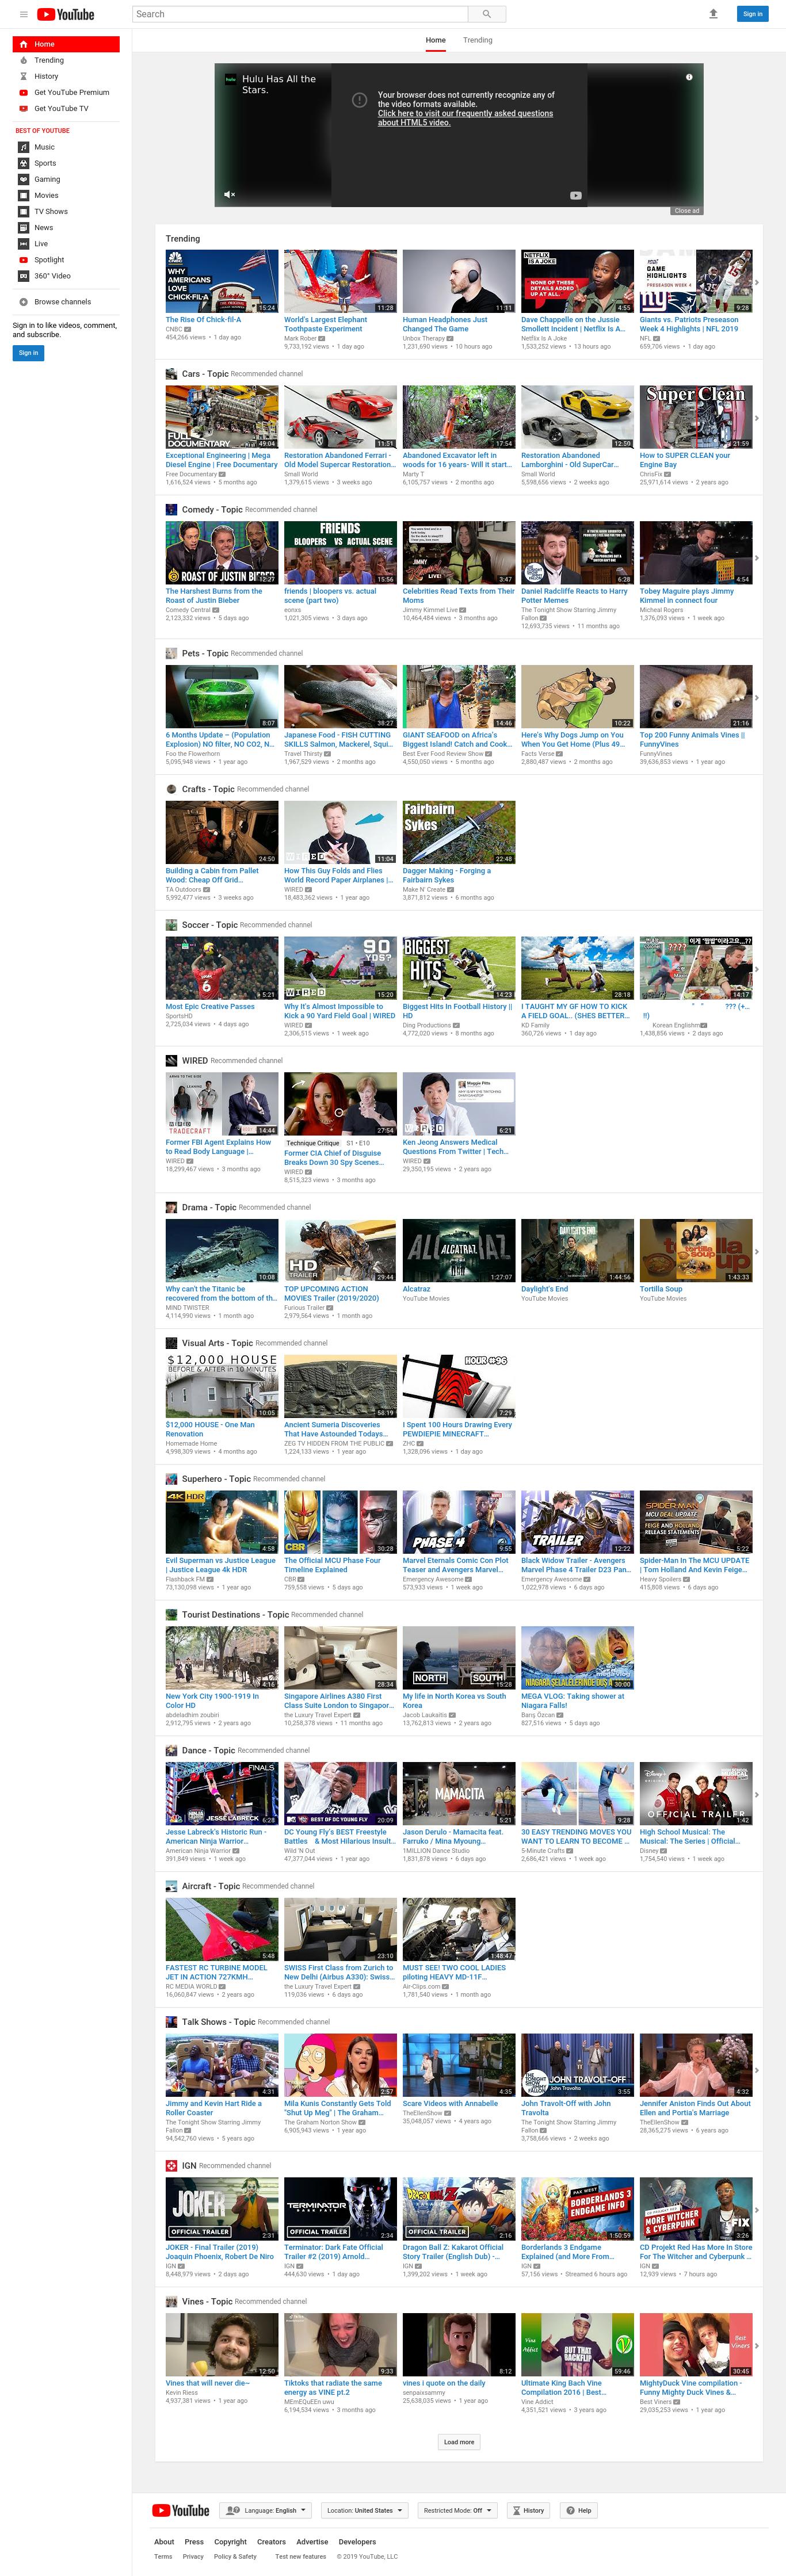 YouTube
Search
Sign in
Home
Trending
History
Get YouTube Premium
Get YouTube TV
BEST OF YOUTUBE
Music
Sports
Gaming
Movies
TV Shows
News
Live
Spotlight
360° Video
Browse channels
Sign in to like videos, comment,
and subscribe.
Sign in
Home Trending
hulu
Hulu Has All the
Stars.
Your browser does not currently recognize any of
the video formats available.
Click here to visit our frequently asked questions
about HTML5 video.
Close ad
Trending
The Rise Of Chick-fil-A
CNBC
454,266 views • 1 day ago
World's Largest Elephant
Toothpaste Experiment
Mark Rober
9,733,192 views • 1 day ago
Human Headphones Just
Changed The Game
Unbox Therapy
1,231,690 views • 10 hours ago
Dave Chappelle on the Jussie
Smollett Incident | Netflix Is A...
Netflix Is A Joke
1,533,252 views • 13 hours ago
Giants vs. Patriots Preseason
Week 4 Highlights | NFL 2019
NFL
659,706 views • 1 day ago
Cars - Topic Recommended channel
Exceptional Engineering | Mega
Diesel Engine | Free Documentary
Free Documentary
1,616,524 views • 5 months ago
Restoration Abandoned Ferrari -
Old Model Supercar Restoration...
Small World
1,379,615 views • 3 weeks ago
Abandoned Excavator left in
woods for 16 years- Will it start...
Marty T
6,105,757 views • 2 months ago
Restoration Abandoned
Lamborghini - Old SuperCar...
Small World
5,598,656 views • 2 weeks ago
How to SUPER CLEAN your
Engine Bay
ChrisFix
25,971,614 views • 2 years ago
Comedy - Topic Recommended channel
The Harshest Burns from the
Roast of Justin Bieber
Comedy Central
2,123,332 views • 5 days ago
friends | bloopers vs. actual
scene (part two)
eonxs
1,021,305 views • 3 days ago
Celebrities Read Texts from Their
Moms
Jimmy Kimmel Live
10,464,484 views • 3 months ago
Daniel Radcliffe Reacts to Harry
Potter Memes
The Tonight Show Starring Jimmy
Fallon
12,693,735 views • 11 months ago
Tobey Maguire plays Jimmy
Kimmel in connect four
Micheal Rogers
1,376,093 views • 1 week ago
Pets - Topic Recommended channel
6 Months Update – (Population
Explosion) NO filter, NO CO2, N...
Foo the Flowerhorn
5,095,948 views • 1 year ago
Japanese Food - FISH CUTTING
SKILLS Salmon, Mackerel, Squi...
Travel Thirsty
1,967,529 views • 2 months ago
GIANT SEAFOOD on Africa's
Biggest Island! Catch and Cook...
Best Ever Food Review Show
4,550,050 views • 5 months ago
Here's Why Dogs Jump on You
When You Get Home (Plus 49...
Facts Verse
2,880,487 views • 2 months ago
Top 200 Funny Animals Vines ||
FunnyVines
FunnyVines
39,636,853 views • 1 year ago
Crafts - Topic Recommended channel
Building a Cabin from Pallet
Wood: Cheap Off Grid...
TA Outdoors
5,992,477 views • 3 weeks ago
How This Guy Folds and Flies
World Record Paper Airplanes |...
WIRED
18,483,362 views • 1 year ago
Dagger Making - Forging a
Fairbairn Sykes
Make N' Create
3,871,812 views • 6 months ago
Soccer - Topic Recommended channel
Most Epic Creative Passes
SportsHD
2,725,034 views • 4 days ago
Why It's Almost Impossible to
Kick a 90 Yard Field Goal | WIRED
WIRED
2,306,515 views • 1 week ago
Biggest Hits In Football History ||
HD
Ding Productions
4,772,020 views • 8 months ago
I TAUGHT MY GF HOW TO KICK
A FIELD GOAL.. (SHES BETTER...
KD Family
360,726 views • 1 day ago
??? (+...
!!)
Korean Englishm
1,438,856 views • 2 days ago
WIRED Recommended channel
Former FBI Agent Explains How
to Read Body Language |...
WIRED
18,299,467 views • 3 months ago
Technique Critique S1 • E10
Former CIA Chief of Disguise
Breaks Down 30 Spy Scenes...
WIRED
8,515,323 views • 3 months ago
Ken Jeong Answers Medical
Questions From Twitter | Tech...
WIRED
29,350,195 views • 2 years ago
Drama - Topic Recommended channel
Why can't the Titanic be
recovered from the bottom of th...
MIND TWISTER
4,114,990 views • 1 month ago
TOP UPCOMING ACTION
MOVIES Trailer (2019/2020)
Furious Trailer
2,979,564 views • 1 month ago
Alcatraz
YouTube Movies
Daylight's End
YouTube Movies
Tortilla Soup
YouTube Movies
Visual Arts - Topic Recommended channel
$12,000 HOUSE - One Man
Renovation
Homemade Home
4,998,309 views • 4 months ago
Ancient Sumeria Discoveries
That Have Astounded Todays...
ZEG TV HIDDEN FROM THE PUBLIC
1,224,133 views • 1 year ago
I Spent 100 Hours Drawing Every
PEWDIEPIE MINECRAFT...
ZHC
1,328,096 views • 1 day ago
Superhero - Topic Recommended channel
Evil Superman vs Justice League
| Justice League 4k HDR
Flashback FM
73,130,098 views • 1 year ago
The Official MCU Phase Four
Timeline Explained
CBR
759,558 views • 5 days ago
Marvel Eternals Comic Con Plot
Teaser and Avengers Marvel...
Emergency Awesome
573,933 views • 1 week ago
Black Widow Trailer - Avengers
Marvel Phase 4 Trailer D23 Pan...
Emergency Awesome
1,022,978 views • 6 days ago
Spider-Man In The MCU UPDATE
| Tom Holland And Kevin Feige...
Heavy Spoilers
415,808 views • 6 days ago
Tourist Destinations - Topic Recommended channel
New York City 1900-1919 In
Color HD
abdeladhim zoubiri
2,912,795 views • 2 years ago
Singapore Airlines A380 First
Class Suite London to Singapor...
the Luxury Travel Expert
10,258,378 views • 11 months ago
My life in North Korea vs South
Korea
Jacob Laukaitis
13,762,813 views • 2 years ago
MEGA VLOG: Taking shower at
Niagara Falls!
Barış Özcan
827,516 views • 5 days ago
Dance - Topic Recommended channel
Jesse Labreck's Historic Run -
American Ninja Warrior...
American Ninja Warrior
391,849 views • 1 week ago
DC Young Fly's BEST Freestyle
Battles & Most Hilarious Insult...
Wild 'N Out
47,377,044 views • 1 year ago
Jason Derulo - Mamacita feat.
Farruko / Mina Myoung...
1MILLION Dance Studio
1,831,878 views • 6 days ago
30 EASY TRENDING MOVES YOU
WANT TO LEARN TO BECOME ...
5-Minute Crafts
2,686,421 views • 1 week ago
High School Musical: The
Musical: The Series | Official...
Disney
1,754,540 views • 1 week ago
Aircraft - Topic Recommended channel
FASTEST RC TURBINE MODEL
JET IN ACTION 727KMH...
RC MEDIA WORLD
16,060,847 views • 2 years ago
SWISS First Class from Zurich to
New Delhi (Airbus A330): Swiss...
the Luxury Travel Expert
119,036 views • 6 days ago
MUST SEE! TWO COOL LADIES
piloting HEAVY MD-11F...
Air-Clips.com
1,781,540 views • 1 month ago
Talk Shows - Topic Recommended channel
Jimmy and Kevin Hart Ride a
Roller Coaster
The Tonight Show Starring Jimmy
Fallon
94,542,760 views • 5 years ago
Mila Kunis Constantly Gets Told
"Shut Up Meg" | The Graham...
The Graham Norton Show
6,905,943 views • 1 year ago
Scare Videos with Annabelle
TheEllenShow
35,048,057 views • 4 years ago
John Travolt-Off with John
Travolta
The Tonight Show Starring Jimmy
Fallon
3,758,666 views • 2 weeks ago
Jennifer Aniston Finds Out About
Ellen and Portia's Marriage
TheEllenShow
28,365,275 views • 6 years ago
IGN Recommended channel
JOKER - Final Trailer (2019)
Joaquin Phoenix, Robert De Niro
IGN
8,448,979 views • 2 days ago
Terminator: Dark Fate Official
Trailer #2 (2019) Arnold...
IGN
444,630 views • 1 day ago
Dragon Ball Z: Kakarot Official
Story Trailer (English Dub) -...
IGN
1,399,202 views • 1 week ago
Borderlands 3 Endgame
Explained (and More From...
IGN
57,156 views • Streamed 6 hours ago
CD Projekt Red Has More In Store
For The Witcher and Cyberpunk ...
IGN
12,939 views • 7 hours ago
Vines - Topic Recommended channel
Vines that will never die~
Kevin Riess
4,937,381 views • 1 year ago
Tiktoks that radiate the same
energy as VINE pt.2
MEmEQuEEn uwu
6,194,534 views • 3 months ago
vines i quote on the daily
senpaixsammy
25,638,035 views • 1 year ago
Ultimate King Bach Vine
Compilation 2016 | Best...
Vine Addict
4,351,521 views • 3 years ago
MightyDuck Vine compilation -
Funny Mighty Duck Vines &...
Best Viners
29,035,253 views • 1 year ago
Load more
YouTube Language: English Location: United States Restricted Mode: Off History Help
About Press Copyright Creators Advertise Developers
Terms Privacy Policy & Safety Test new features © 2019 YouTube, LLC